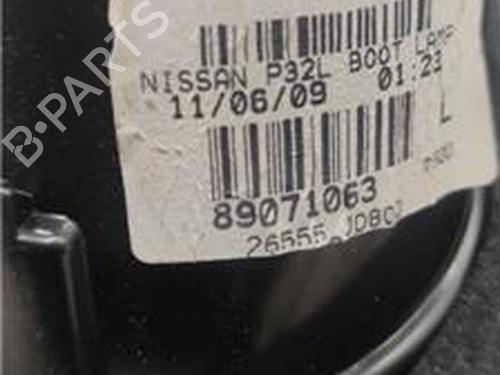 B-PARTS
NISSAN P32L BOOT LAMP
11/06/09 01:23
L
89071063
26555